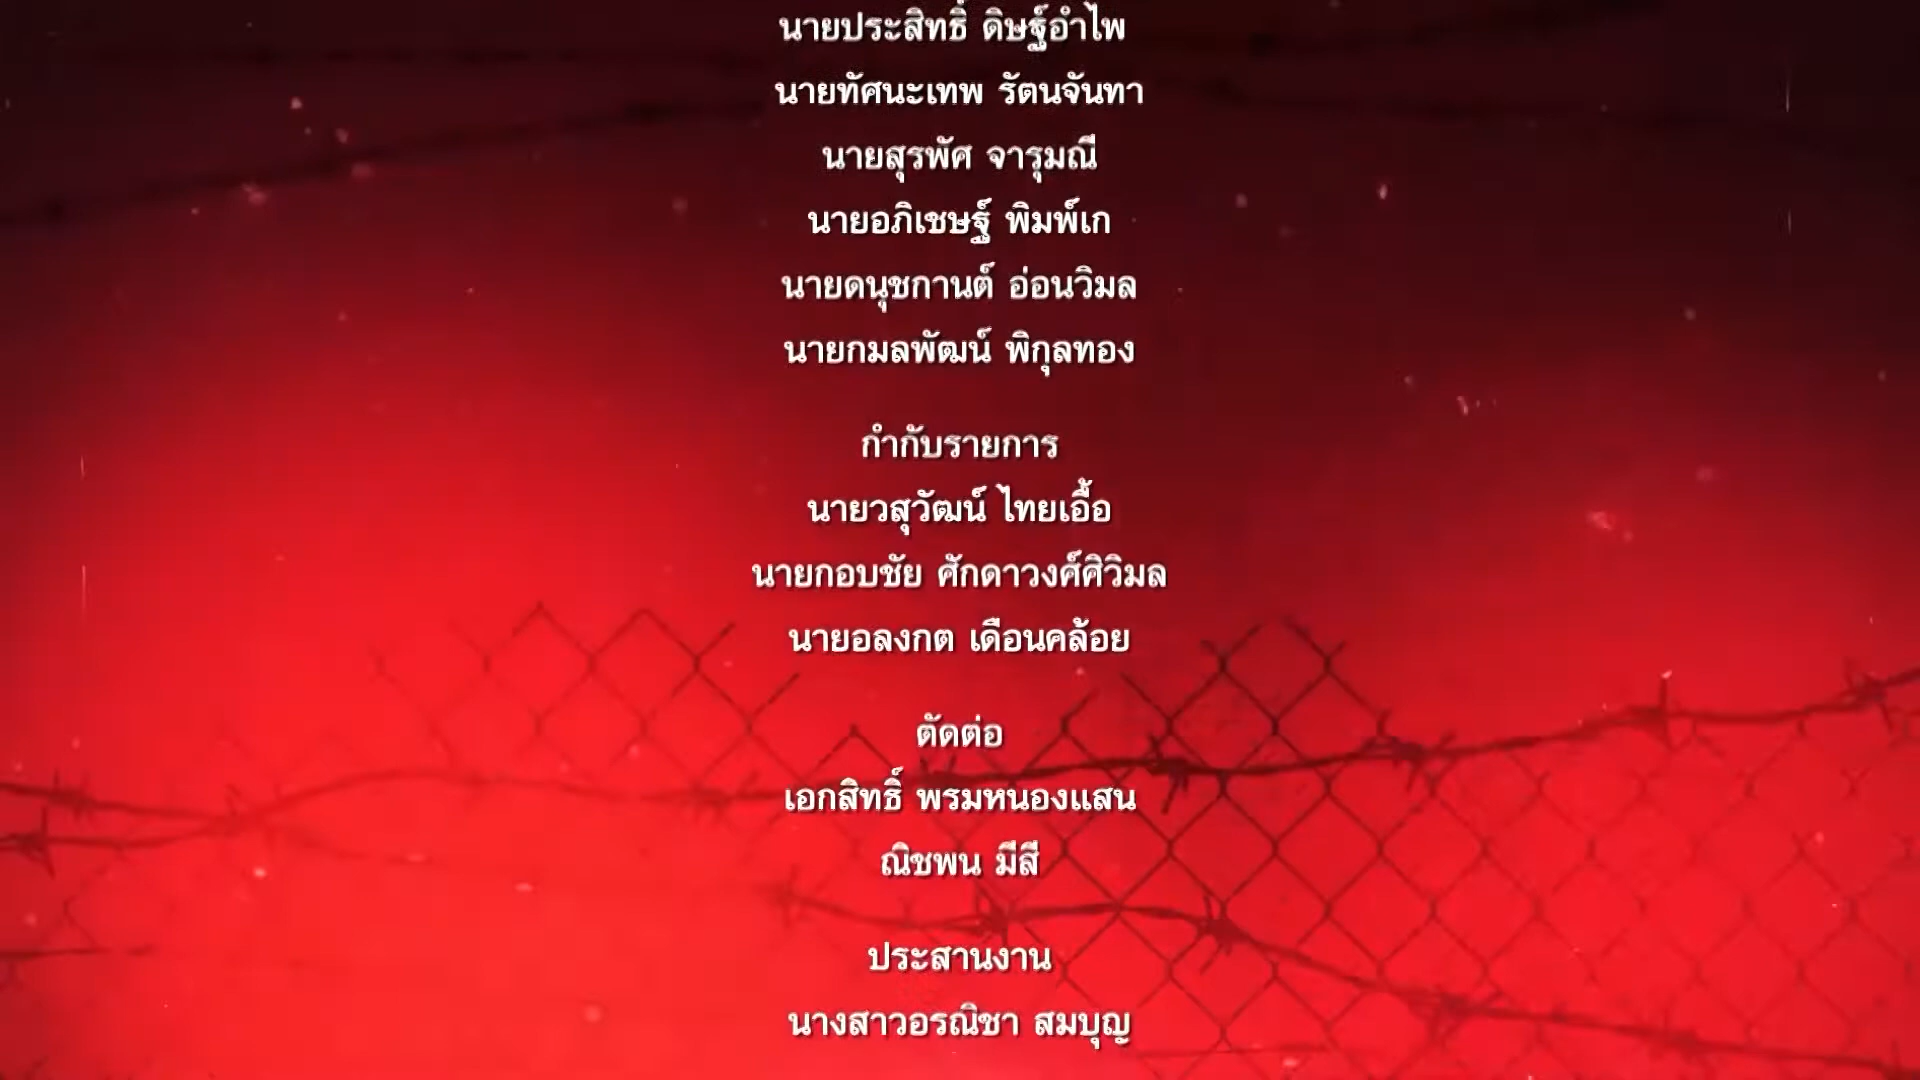 นายประสิทธิ์ ดิษฐ์อำไพ
นายทัศนะเทพ รัตนจันทา
นายสุรพัศ จารุมณี
นายอภิเชษฐ์ พิมพ์เก
นายดนุชกานต์ อ่อนวิมล
นายกมลพัฒน์ พิกุลทอง
กำกับรายการ
นายวสุวัฒน์ ไทยเอื้อ
นายกอบชัย ศักดาวงศ์ศิวิมล
นายอลงกต เดือนคล้อย
ตัดต่อ
เอกสิทธิ์ พรมหนองแสน
ณิชพน มีสี
ประสานงาน
นางสาวอรณิชา สมบุญ